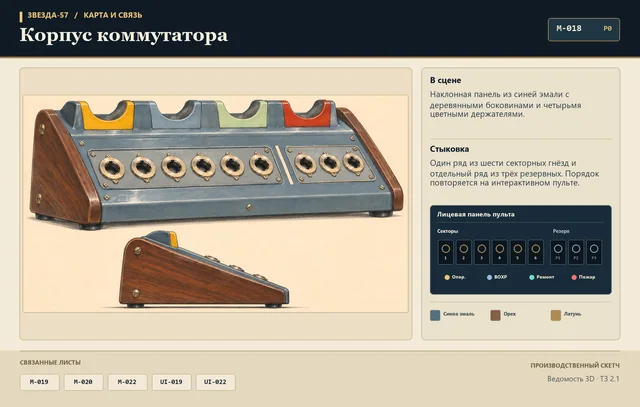 ЗВЕЗДА-57 / КАРТА И СВЯЗЬ
Корпус коммутатора
M-018 P0
В сцене
Наклонная панель из синей эмали с
деревянными боковинами и четырьмя
цветными держателями.
Стыковка
Один ряд из шести секторных гнёзд и
отдельный ряд из трёх резервных. Порядок
повторяется на интерактивном пульте.
Лицевая панель пульта
Секторы Резерв
1 2 3 4 5 6 Р1 Р2 Р3
Опер. ВОХР Ремонт Пожар
Синяя эмаль Орех Латунь
СВЯЗАННЫЕ ЛИСТЫ
M-019 M-020 M-022 UI-019 UI-022
ПРОИЗВОДСТВЕННЫЙ СКЕТЧ
Ведомость 3D · ТЗ 2.1